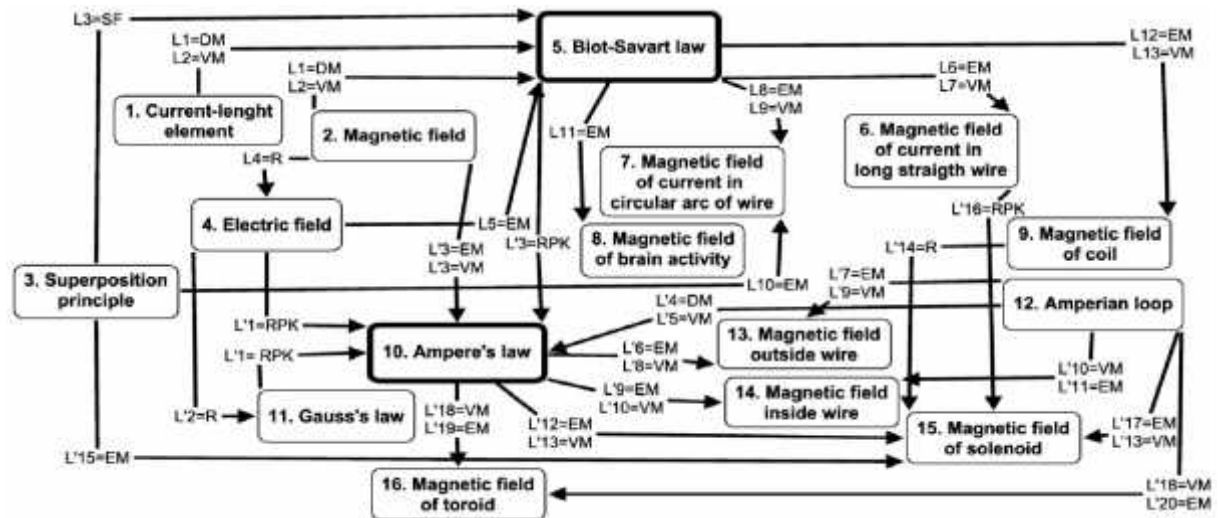 L3=SF
L1=DM
L2=VM
L1=DM
L2=VM
5. Biot-Savart law
L12=EM
L13=VM
L6=EM
L7=VM
L8=EM
L9=VM
1. Current-lenght
element
2. Magnetic field
L11=EM
6. Magnetic field
of current in
long straigth wire
7. Magnetic field
of current in
circular arc of wire
L4=R
4. Electric field
L5=EM
L'3=EM
L'3=VM
L'3=RPK
8. Magnetic field
of brain activity
L'16=RPK
L'14=R
9. Magnetic field
of coil
3. Superposition
principle
L10=EM
L'7=EM
L'9=VM
12. Amperian loop
L'4=DM
L'5=VM
L'1=RPK
10. Ampere's law
13. Magnetic field
outside wire
L'6=EM
L'8=VM
L'1= RPK
L'10=VM
L'11=EM
L'9=EM
L'10=VM
14. Magnetic field
inside wire
L'2=R
11. Gauss's law
L'18=VM
L'19=EM
L'12=EM
L'13=VM
15. Magnetic field
of solenoid
L'17=EM
L'13=VM
L'15=EM
16. Magnetic field
of toroid
L'18=VM
L'20=EM